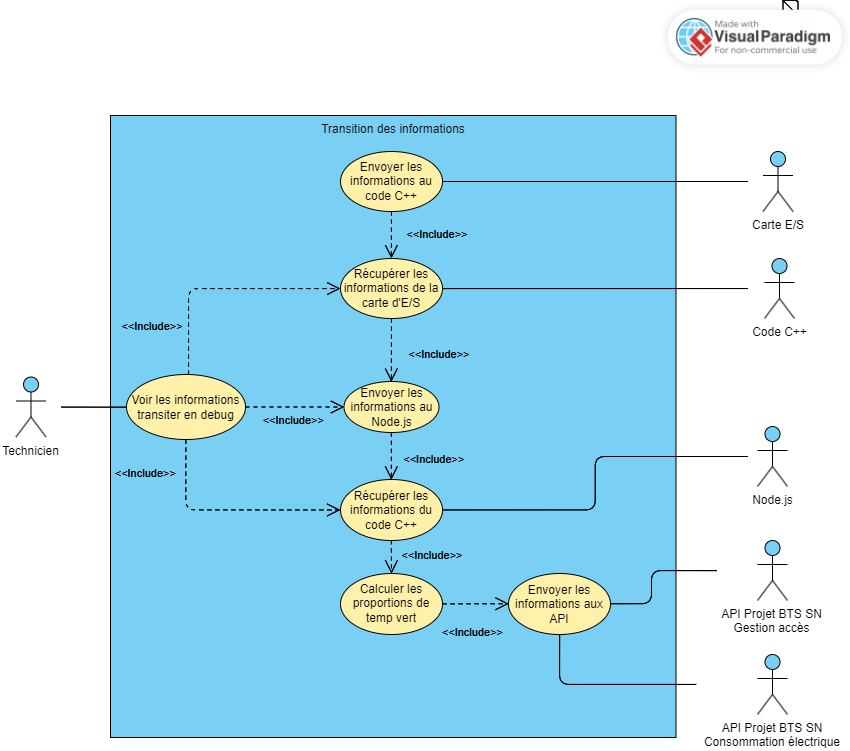 Made with
Visual Paradigm
For non-commercial use
Transition des informations
Envoyer les
informations au
code C++
Carte E/S
<<Include>>
Récupérer les
informations de la
carte d'E/S
Code C++
<<Include>>
<<Include>>
Voir les informations
transiter en debug
Technicien
<<Include>>
Envoyer les
informations au
Node.js
<<Include>>
<<Include>>
Récupérer les
informations du
code C++
Node.js
<<Include>>
Calculer les
proportions de
temp vert
<<Include>>
Envoyer les
informations aux
API
API Projet BTS SN
Gestion accès
API Projet BTS SN
Consommation électrique